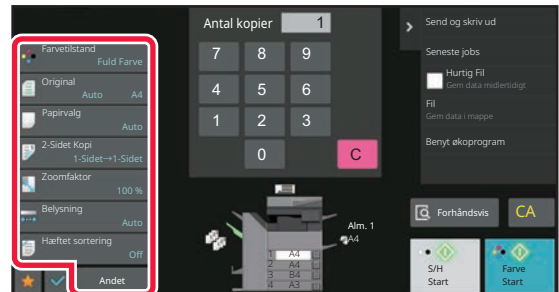 Farvetilstand
Fuld Farve
Original
Auto A4
Papirvalg
Auto
2-Sidet Kopi
1-Sidet→1-Sidet
Zoomfaktor
100 %
Belysning
Auto
Hæftet sortering
Off
Andet
Antal kopier 1
7 8 9
4 5 6
1 2 3
0 C
Alm. 1
A4
1 A4
2 A4
3 B4
4 A3
Send og skriv ud
Seneste jobs
Hurtig Fil
Gem data midlertidigt
Fil
Gem data i mappe
Benyt økoprogram
Forhåndsvis
CA
S/H
Start
Farve
Start